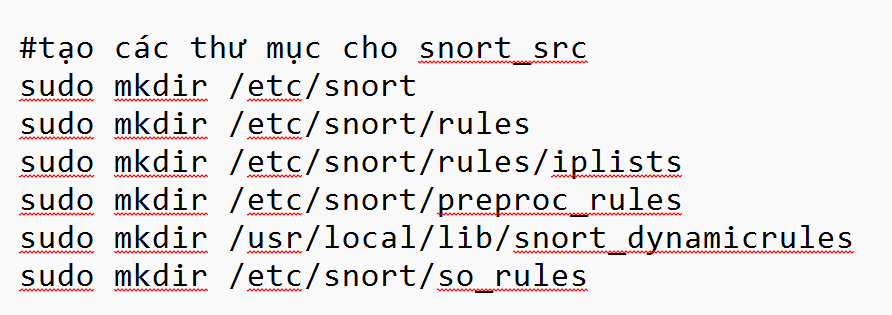 #tạo các thư mục cho snort_src
sudo mkdir /etc/snort
sudo mkdir /etc/snort/rules
sudo mkdir /etc/snort/rules/iplists
sudo mkdir /etc/snort/preproc_rules
sudo mkdir /usr/local/lib/snort_dynamicrules
sudo mkdir /etc/snort/so_rules